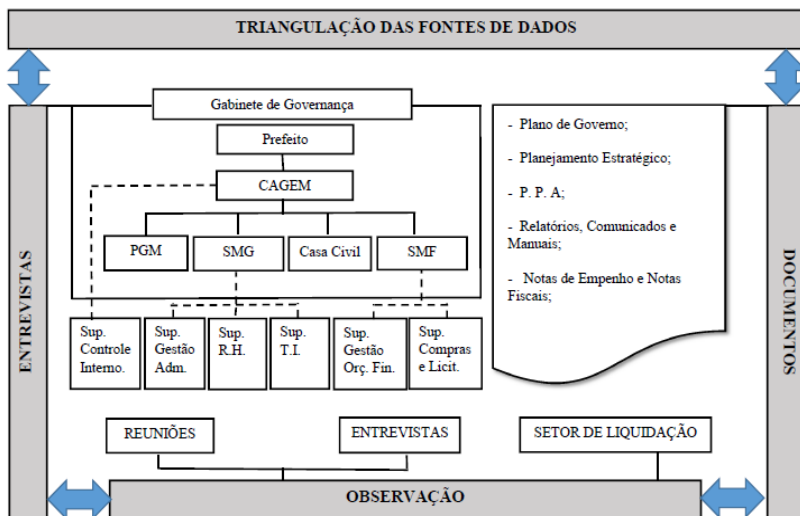 TRIANGULAÇÃO DAS FONTES DE DADOS
ENTREVISTAS
Gabinete de Governança
Prefeito
CAGEM
PGM
SMG
Casa Civil
SMF
Sup.
Controle
Interno.
Sup.
Gestão
Adm.
Sup.
R.H.
Sup.
T.I.
Sup.
Gestão
Orç. Fin.
Sup.
Compras
e Licit.
- Plano de Governo;
- Planejamento Estratégico;
- P. P. A;
- Relatórios, Comunicados e
Manuais;
- Notas de Empenho e Notas
Fiscais;
DOCUMENTOS
REUNIÕES
ENTREVISTAS
SETOR DE LIQUIDAÇÃO
OBSERVAÇÃO